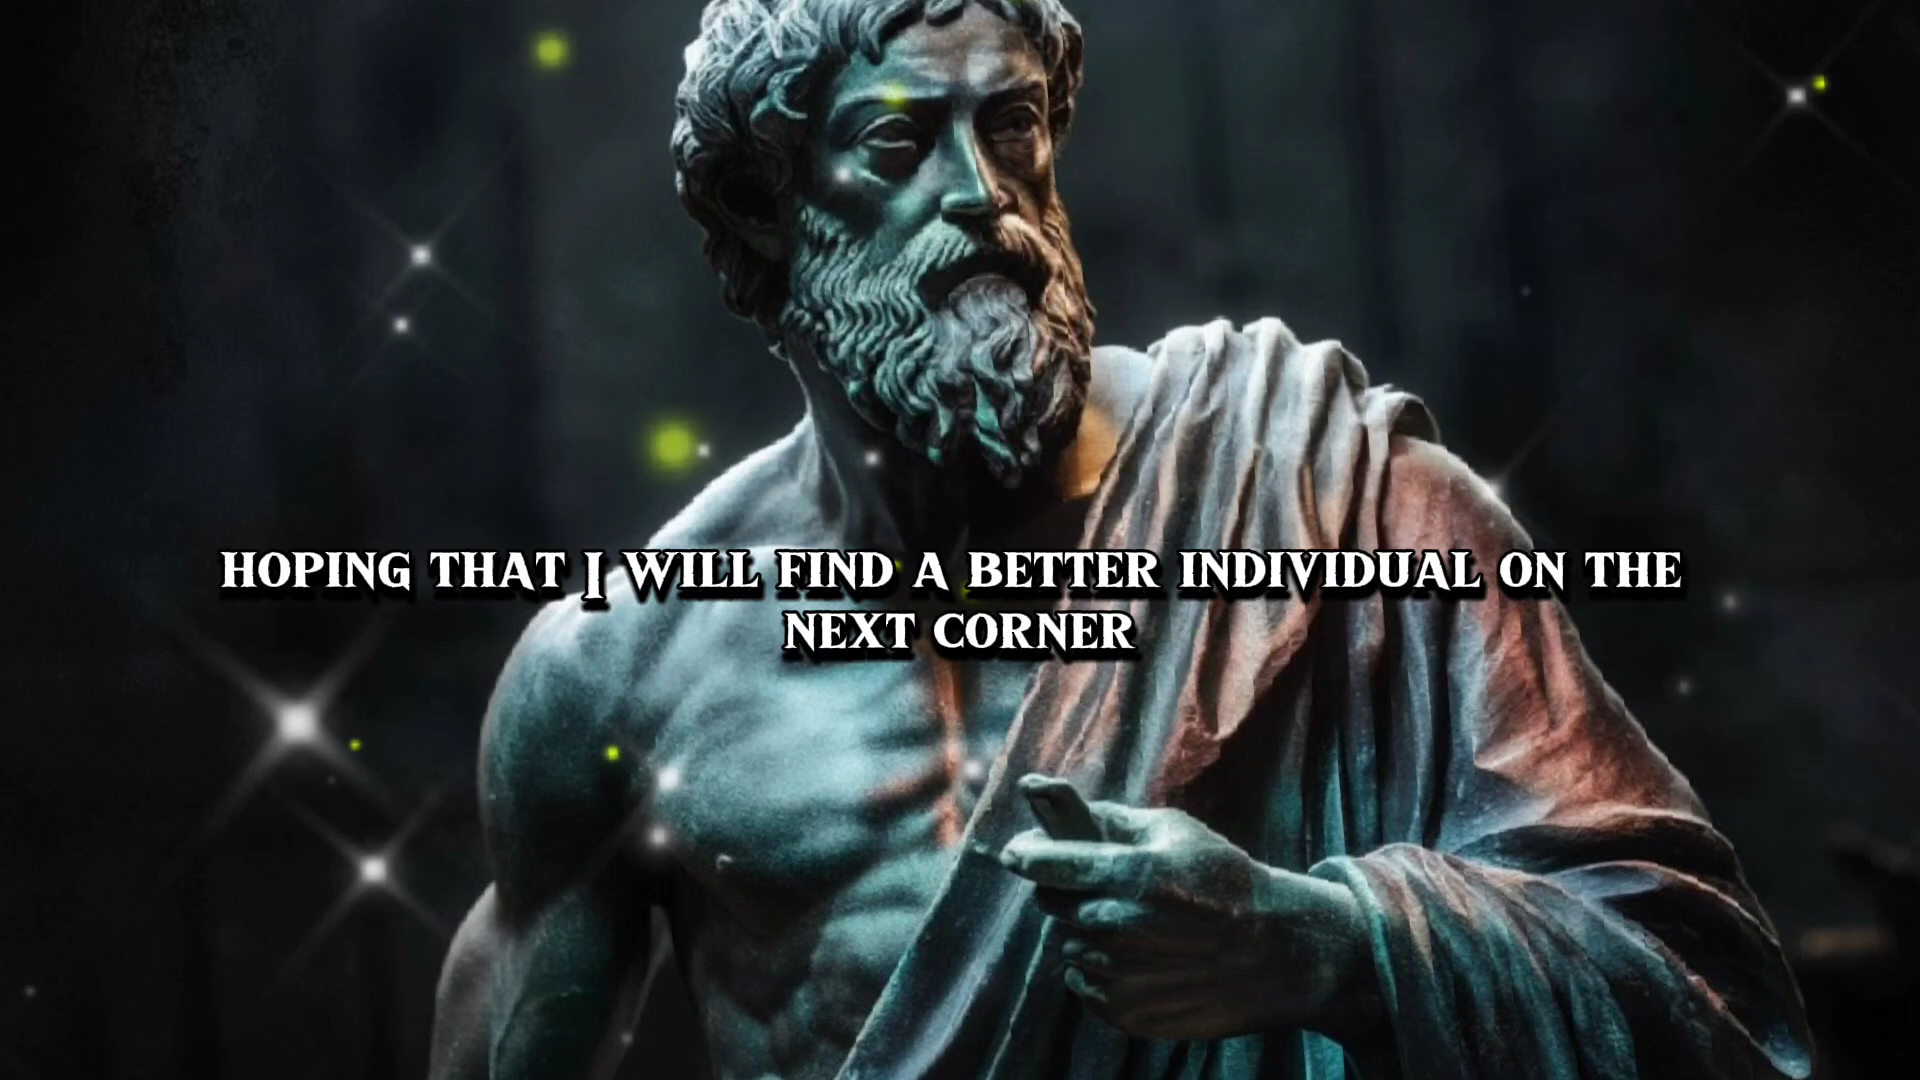 HOPING THAT I WILL FIND A BETTER INDIVIDUAL ON THE
NEXT CORNER